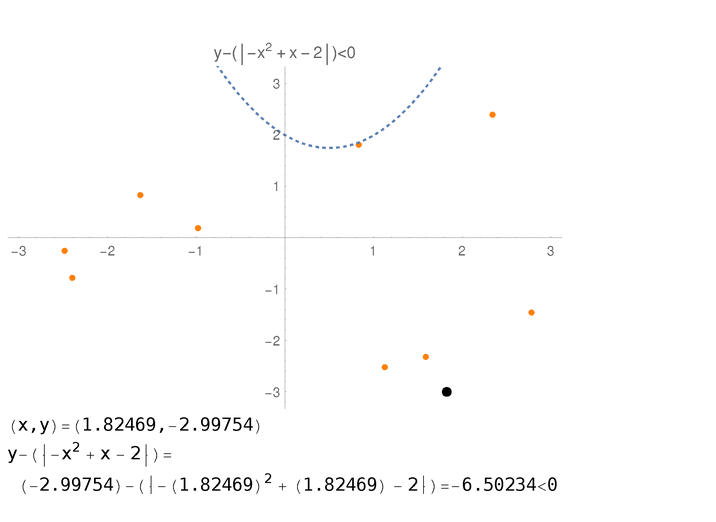 y-(|-x² + x - 2|)<0
3
2
1
-3 -2 -1 1 2 3
-1
-2
-3
(x,y)=(1.82469,-2.99754)
y-(|-x² + x - 2|)=
(-2.99754)-(|-(1.82469)² + (1.82469) - 2|)=-6.50234<0